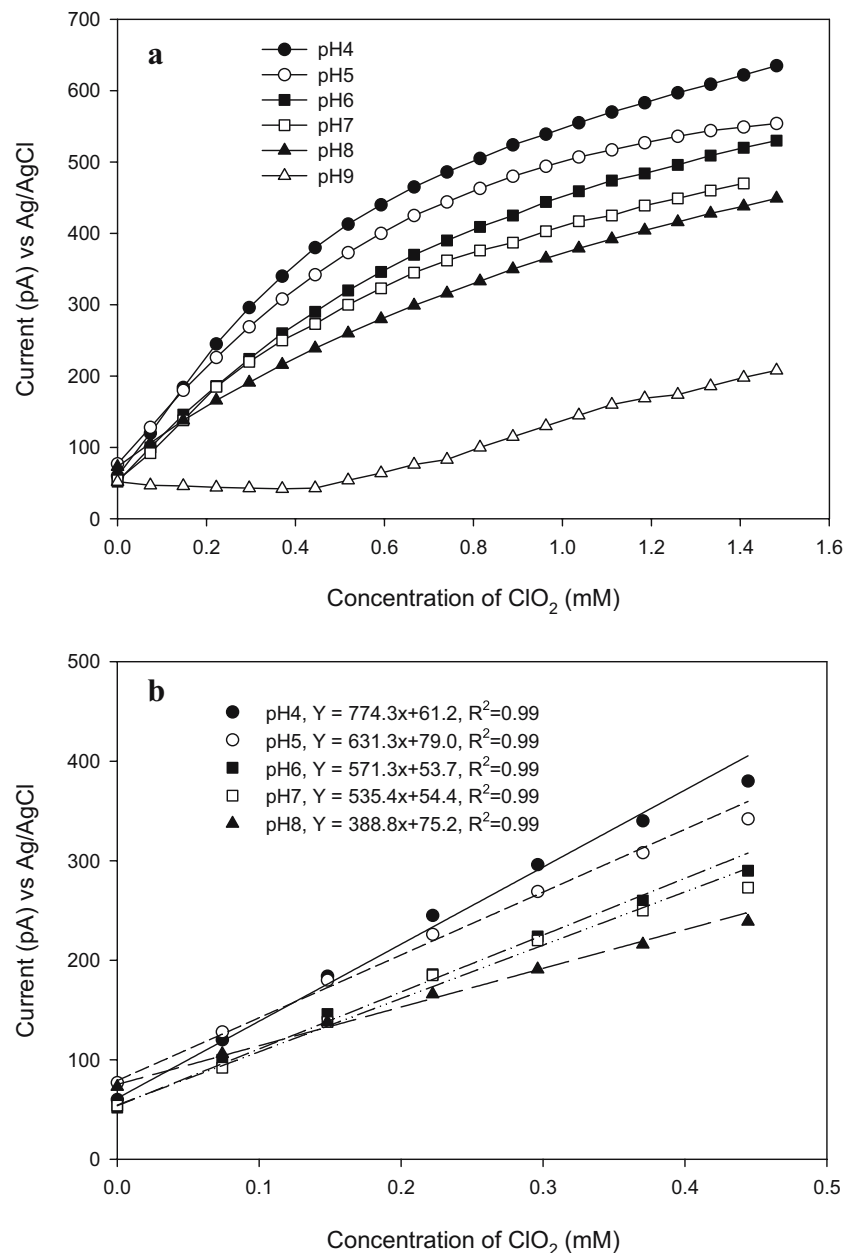 a
pH4
pH5
pH6
pH7
pH8
pH9
700
600
500
400
300
200
100
0
Current (pA) vs Ag/AgCl
0.0 0.2 0.4 0.6 0.8 1.0 1.2 1.4 1.6
Concentration of ClO₂ (mM)
b
pH4, Y = 774.3x+61.2, R²=0.99
pH5, Y = 631.3x+79.0, R²=0.99
pH6, Y = 571.3x+53.7, R²=0.99
pH7, Y = 535.4x+54.4, R²=0.99
pH8, Y = 388.8x+75.2, R²=0.99
500
400
300
200
100
0
Current (pA) vs Ag/AgCl
0.0 0.1 0.2 0.3 0.4 0.5
Concentration of ClO₂ (mM)